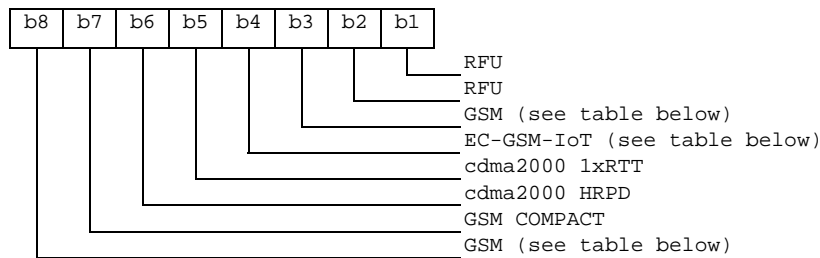 b8 b7 b6 b5 b4 b3 b2 b1
RFU
RFU
GSM (see table below)
EC-GSM-IoT (see table below)
cdma2000 1xRTT
cdma2000 HRPD
GSM COMPACT
GSM (see table below)